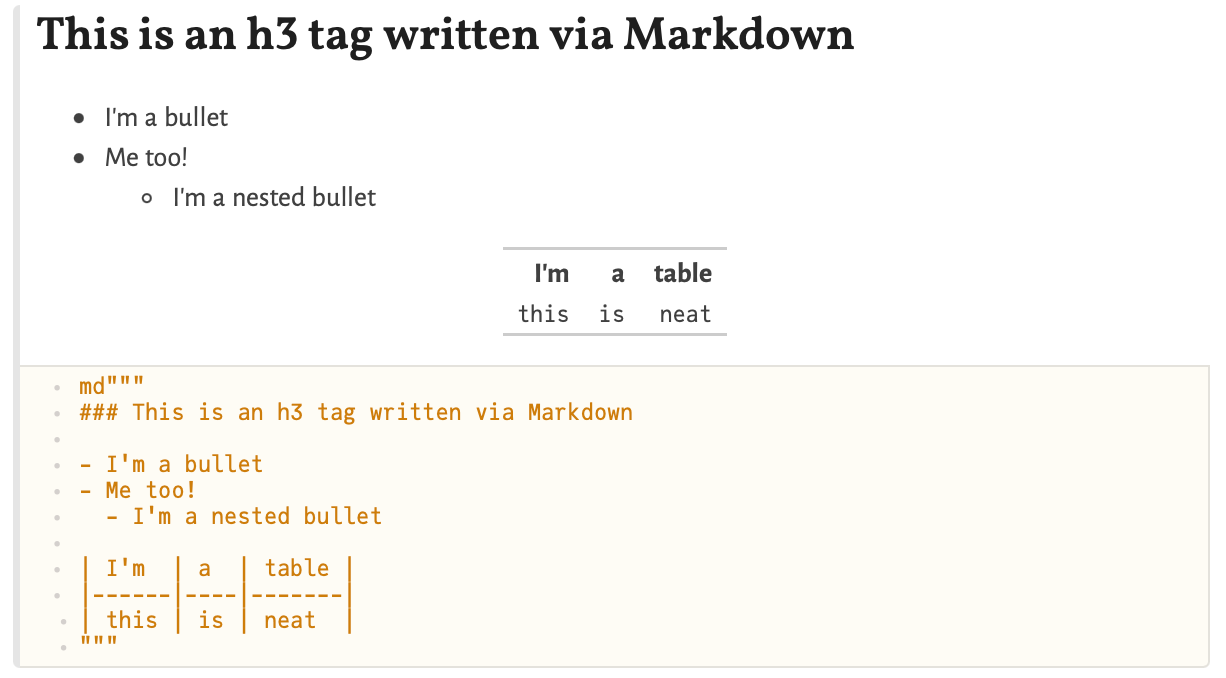 This is an h3 tag written via Markdown
I'm a bullet
Me too!
I'm a nested bullet
I'm a table
this is neat
md"""
### This is an h3 tag written via Markdown
- I'm a bullet
- Me too!
  - I'm a nested bullet
| I'm  | a  | table |
|------|----|-------|
| this | is | neat  |
"""